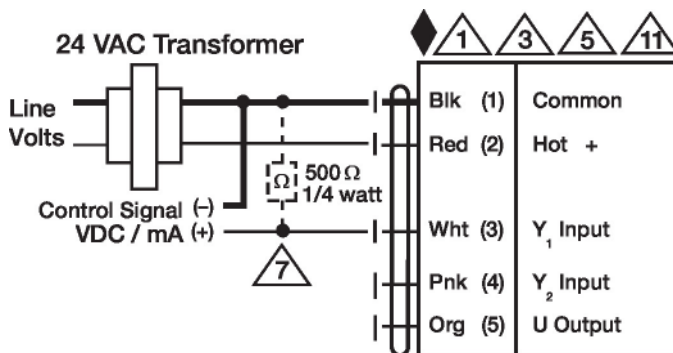 1 3 5 11
24 VAC Transformer
Line
Volts
Blk (1) Common
Red (2) Hot +
Ω 500 Ω
1/4 watt
Control Signal (–)
VDC / mA (+)
Wht (3) Y₁ Input
7
Pnk (4) Y₂ Input
Org (5) U Output